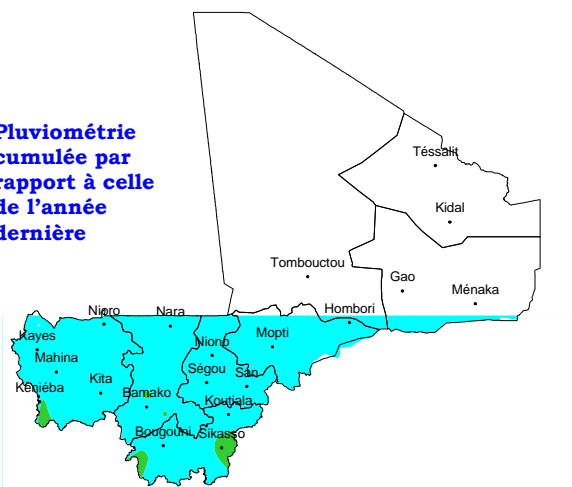 Pluviométrie
cumulée par
rapport à celle
de l'année
dernière
Téssalit
Kidal
Tombouctou
Gao
Ménaka
Hombori
Nioro
Nara
Kayes
Niono
Mopti
Mahina
Ségou
San
Kéniéba
Kita
Bamako
Koutiala
Bougouni
Sikasso